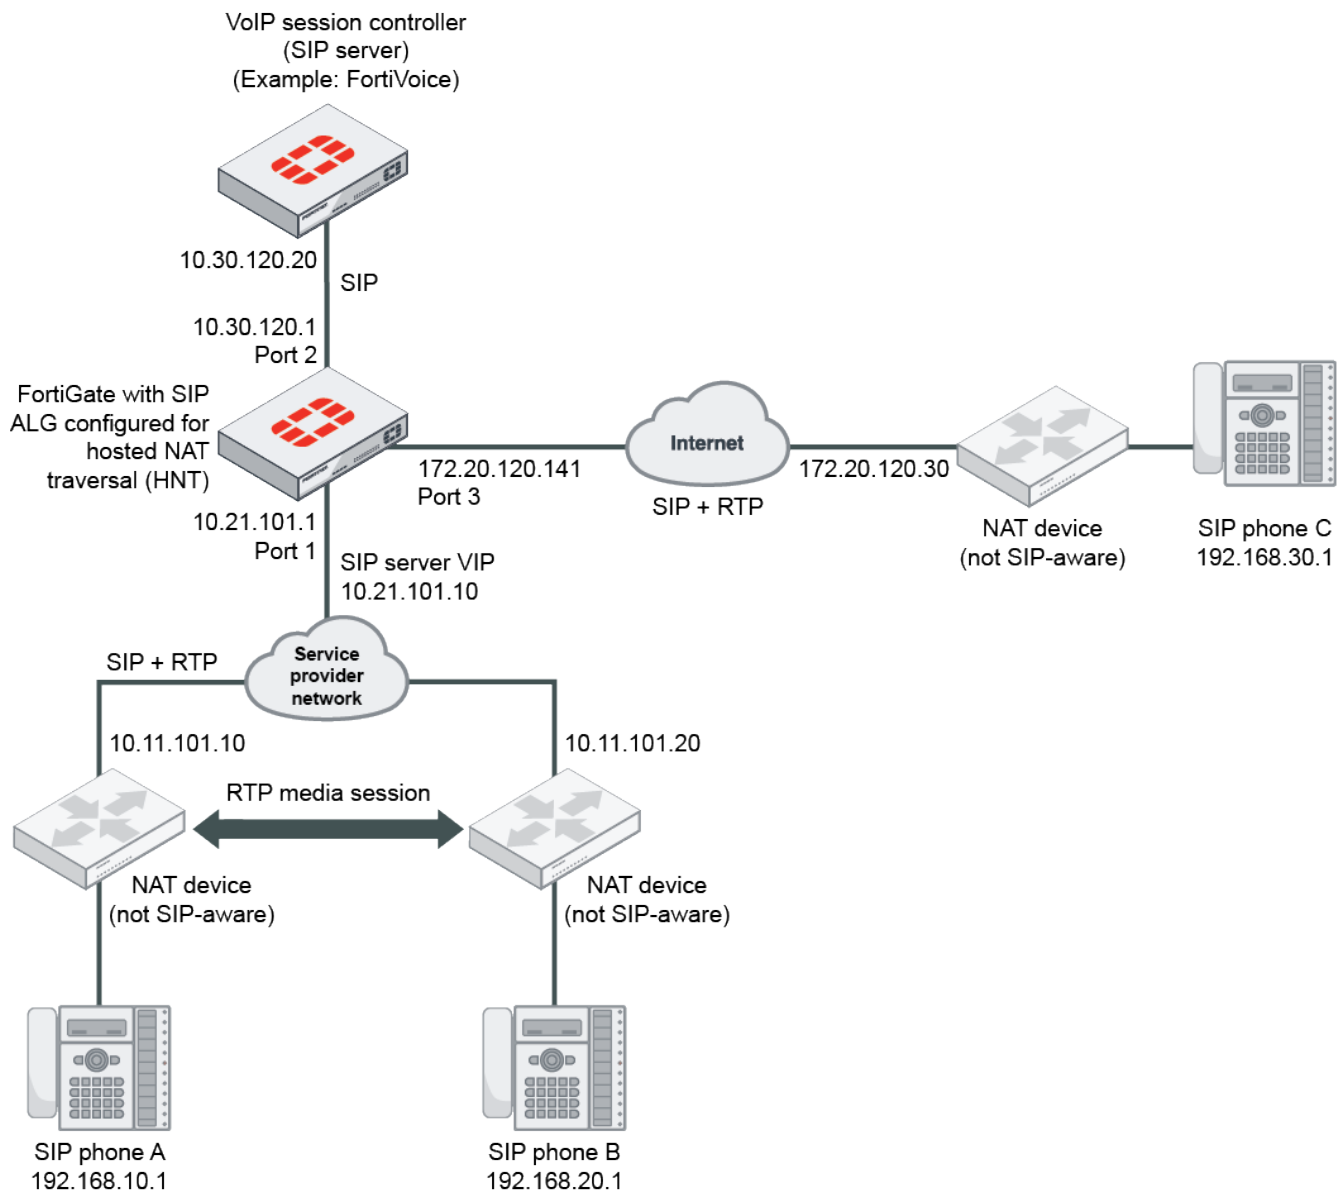 VoIP session controller
(SIP server)
(Example: FortiVoice)
10.30.120.20
SIP
10.30.120.1
Port 2
FortiGate with SIP
ALG configured for
hosted NAT
traversal (HNT)
172.20.120.141
Port 3
Internet
SIP + RTP
172.20.120.30
NAT device
(not SIP-aware)
SIP phone C
192.168.30.1
10.21.101.1
Port 1
SIP server VIP
10.21.101.10
Service
provider
network
SIP + RTP
10.11.101.10
10.11.101.20
RTP media session
NAT device
(not SIP-aware)
NAT device
(not SIP-aware)
SIP phone A
192.168.10.1
SIP phone B
192.168.20.1